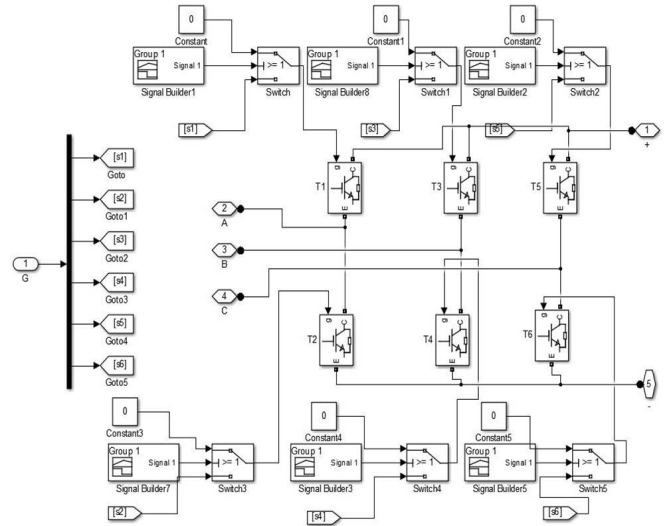 0
Constant
Group 1
Signal 1
Signal Builder1
>= 1
Switch
[s1]
0
Constant1
Group 1
Signal 1
Signal Builder8
>= 1
Switch1
[s3]
0
Constant2
Group 1
Signal 1
Signal Builder2
>= 1
Switch2
[s5]
1
+
[s1]
Goto
[s2]
Goto1
[s3]
Goto2
[s4]
Goto3
[s5]
Goto4
[s6]
Goto5
1
G
2
A
3
B
4
C
T1
g
C
E
T3
g
C
E
T5
g
C
E
T2
g
C
E
T4
g
C
E
T6
g
C
E
5
-
0
Constant3
Group 1
Signal 1
Signal Builder7
>= 1
Switch3
[s2]
0
Constant4
Group 1
Signal 1
Signal Builder3
>= 1
Switch4
[s4]
0
Constant5
Group 1
Signal 1
Signal Builder5
>= 1
Switch5
[s6]